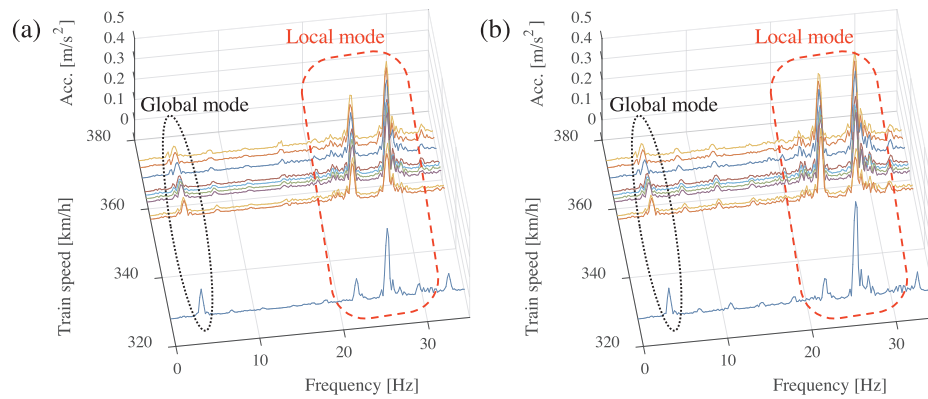 (a)
Acc. [m/s²]
0.5
0.4
0.3
0.2
0.1
0
Local mode
Global mode
380
360
340
320
Train speed [km/h]
0
10
20
30
Frequency [Hz]
(b)
Acc. [m/s²]
0.5
0.4
0.3
0.2
0.1
0
Local mode
Global mode
380
360
340
320
Train speed [km/h]
0
10
20
30
Frequency [Hz]